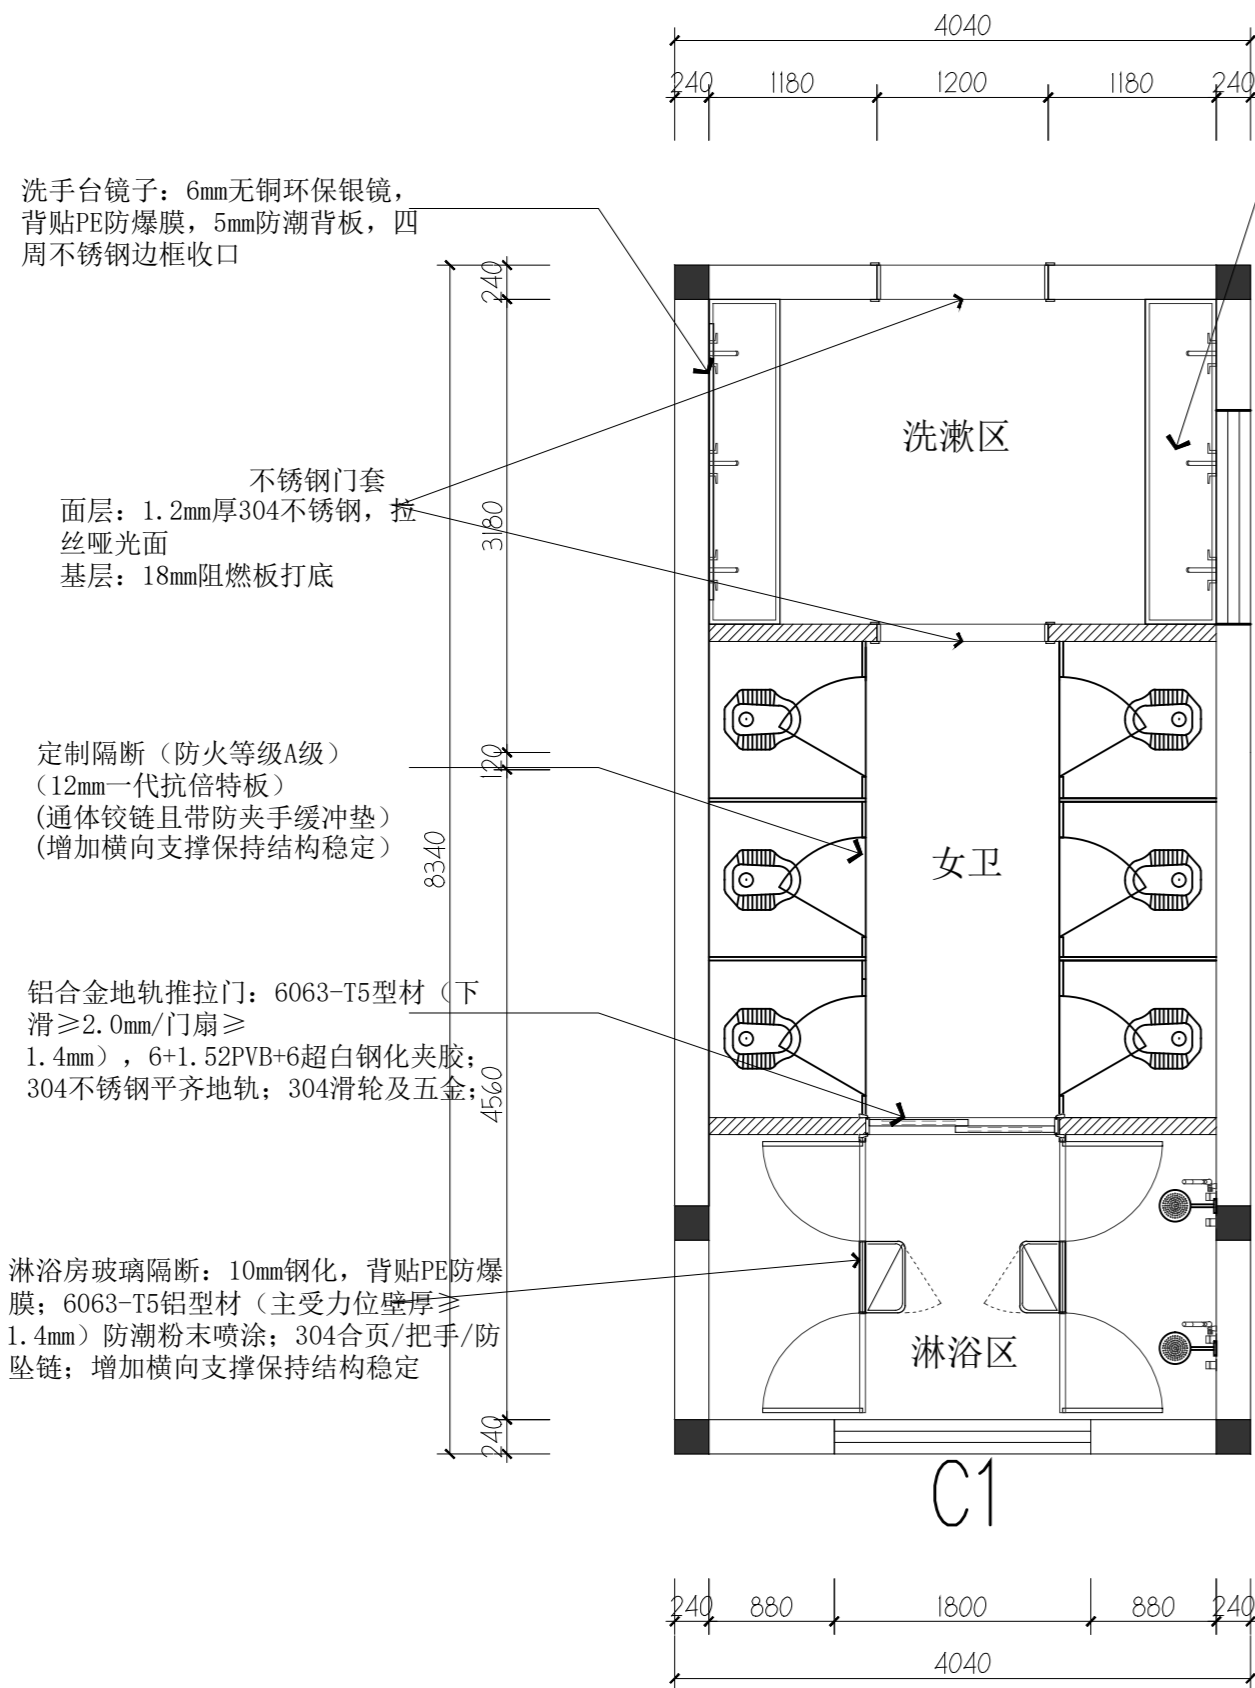 4040
240 1180 1200 1180 240
洗手台镜子：6mm无铜环保银镜，
背贴PE防爆膜，5mm防潮背板，四
周不锈钢边框收口
240
洗漱区
不锈钢门套
面层：1.2mm厚304不锈钢，拉
丝哑光面
基层：18mm阻燃板打底
3180
定制隔断（防火等级A级）
（12mm一代抗倍特板）
(通体铰链且带防夹手缓冲垫）
(增加横向支撑保持结构稳定）
120
8340
女卫
铝合金地轨推拉门：6063-T5型材（下
滑≥2.0mm/门扇≥
1.4mm），6+1.52PVB+6超白钢化夹胶；
304不锈钢平齐地轨；304滑轮及五金；
4560
淋浴房玻璃隔断：10mm钢化，背贴PE防爆
膜；6063-T5铝型材（主受力位壁厚≥
1.4mm）防潮粉末喷涂；304合页/把手/防
坠链；增加横向支撑保持结构稳定
淋浴区
240
C1
240 880 1800 880 240
4040